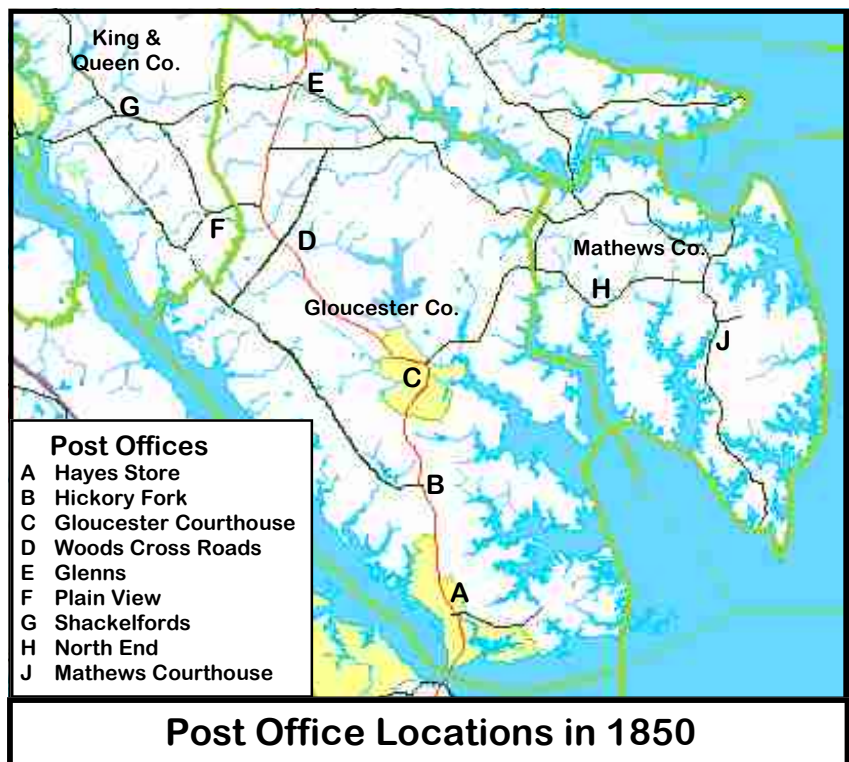 King &
Queen Co.
G
E
F
D
Mathews Co.
H
Gloucester Co.
J
C
B
A
Post Offices
A Hayes Store
B Hickory Fork
C Gloucester Courthouse
D Woods Cross Roads
E Glenns
F Plain View
G Shackelfords
H North End
J Mathews Courthouse
Post Office Locations in 1850